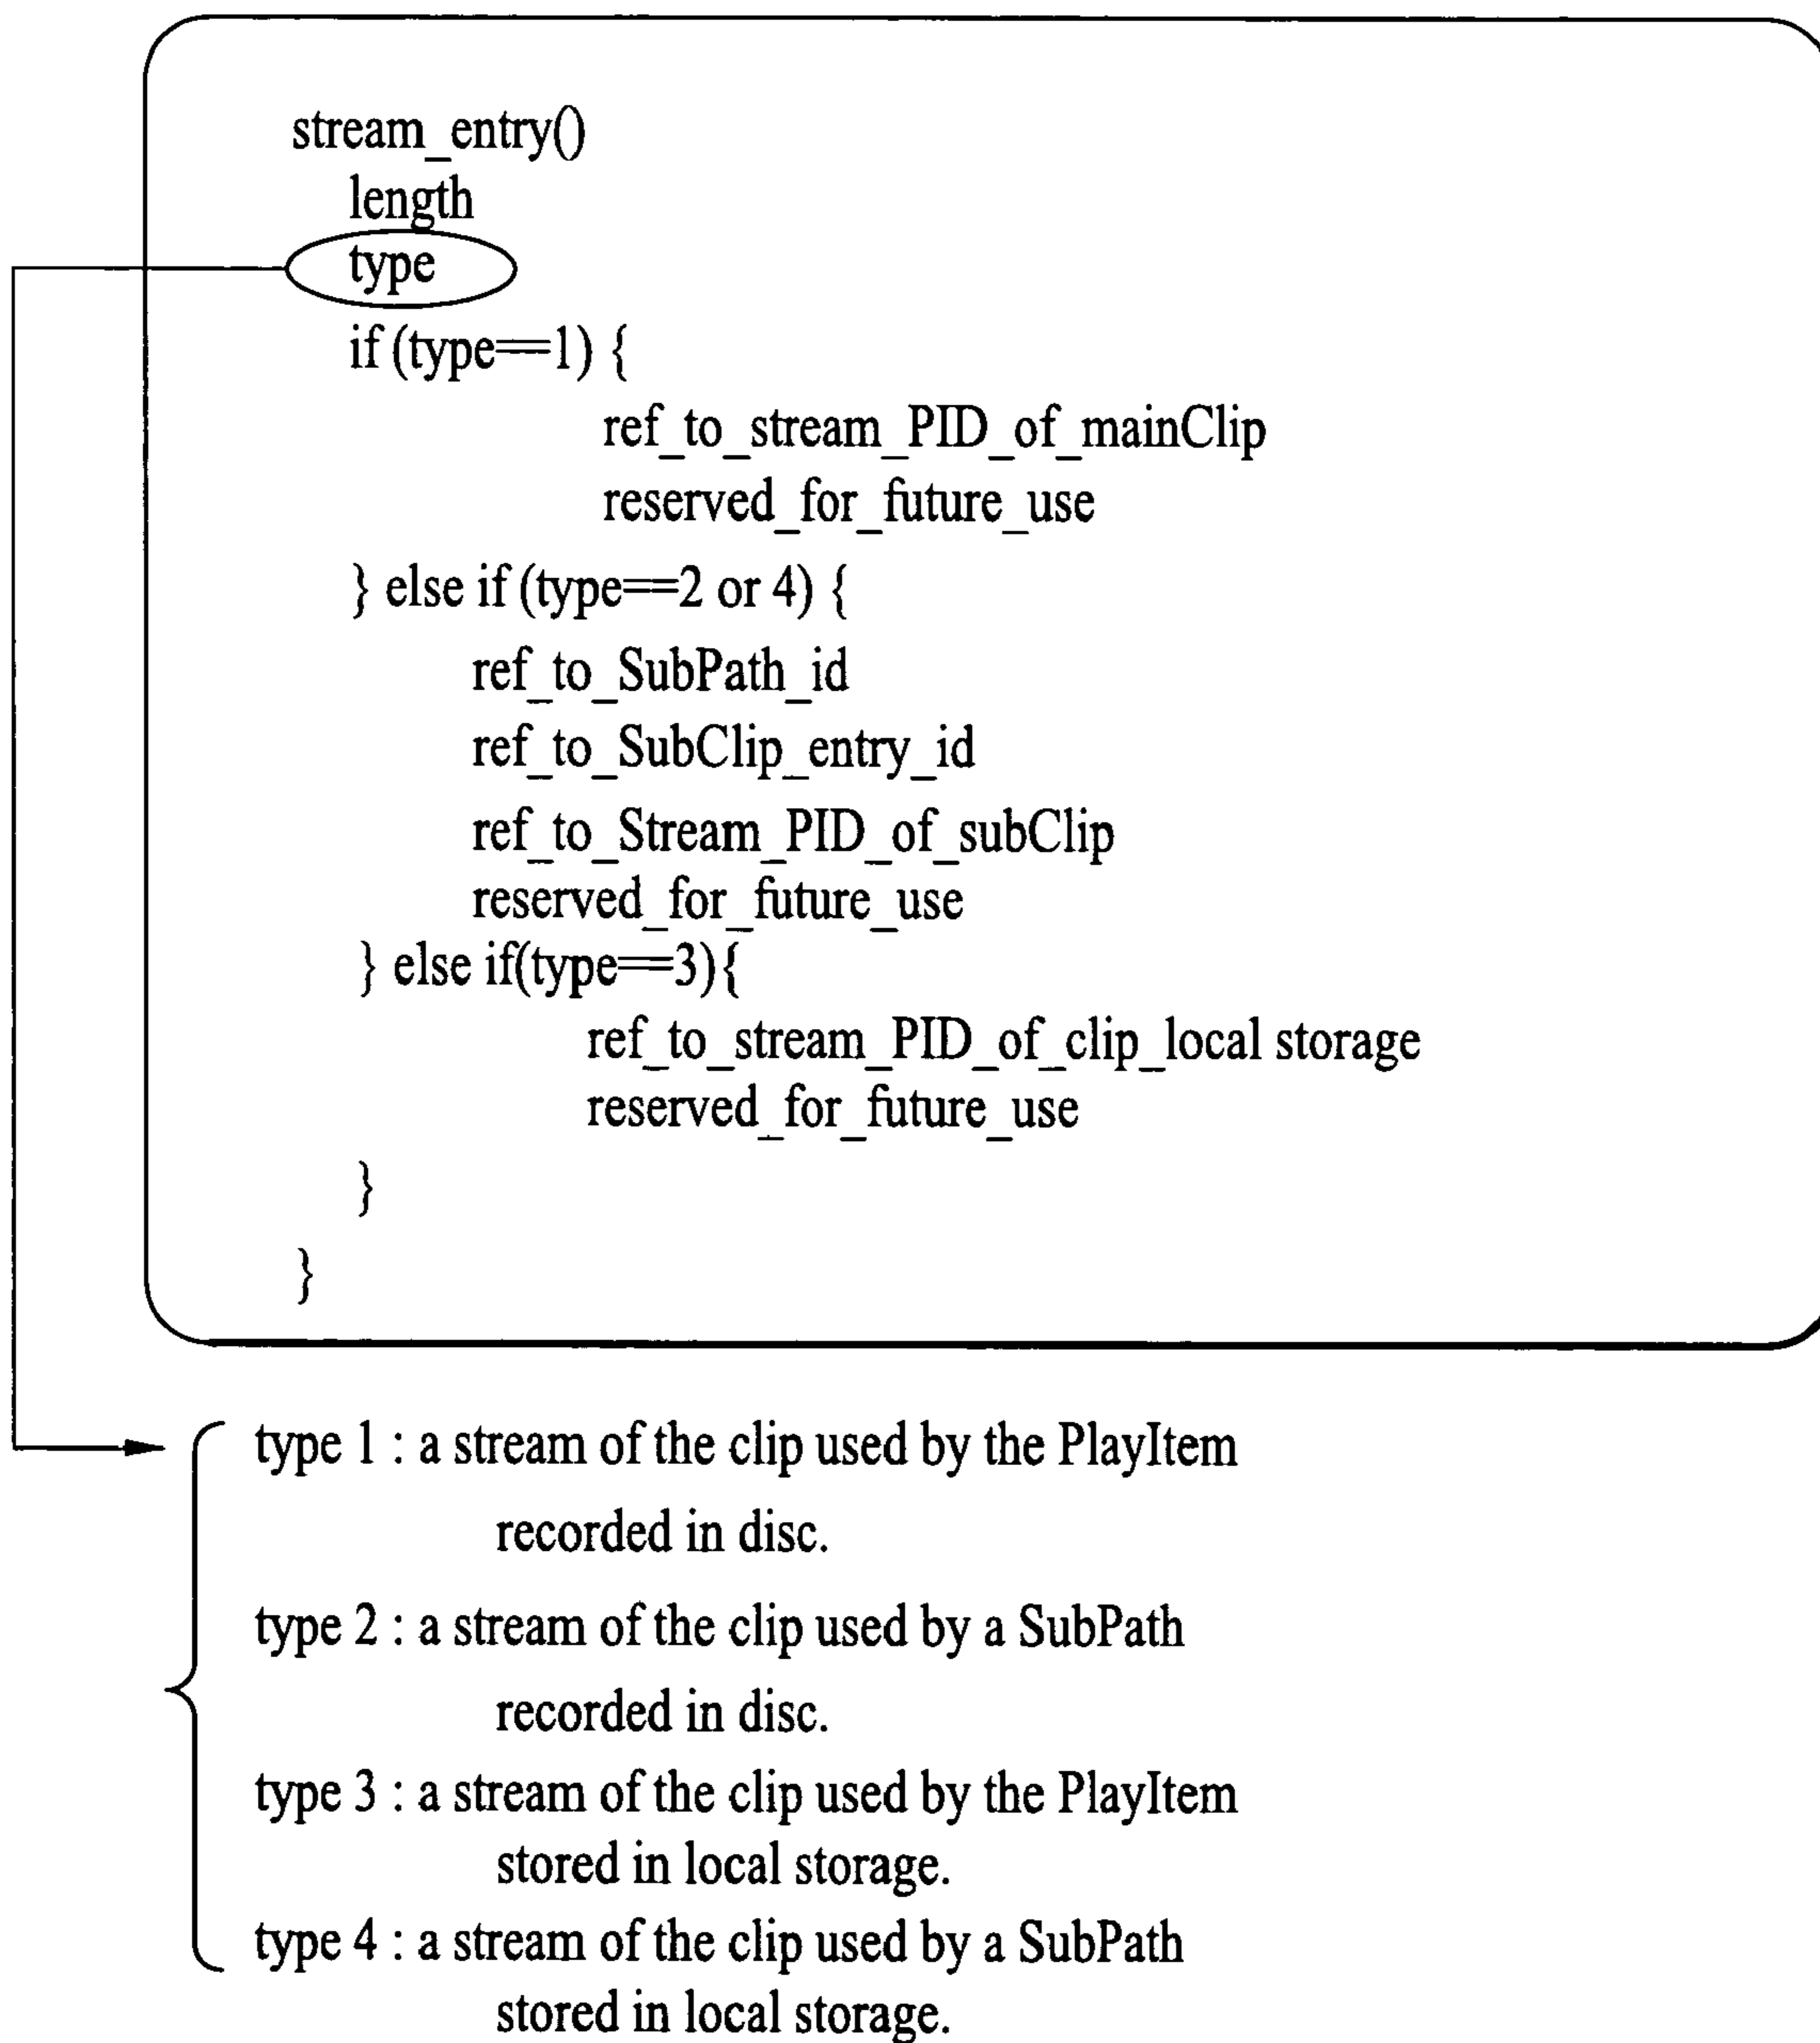 stream_entry()
length
type
if (type==1) {
ref_to_stream_PID_of_mainClip
reserved_for_future_use
} else if (type==2 or 4) {
ref_to_SubPath_id
ref_to_SubClip_entry_id
ref_to_Stream_PID_of_subClip
reserved_for_future_use
} else if(type==3){
ref_to_stream_PID_of_clip_local storage
reserved_for_future_use
}
}
type 1 : a stream of the clip used by the PlayItem
recorded in disc.
type 2 : a stream of the clip used by a SubPath
recorded in disc.
type 3 : a stream of the clip used by the PlayItem
stored in local storage.
type 4 : a stream of the clip used by a SubPath
stored in local storage.